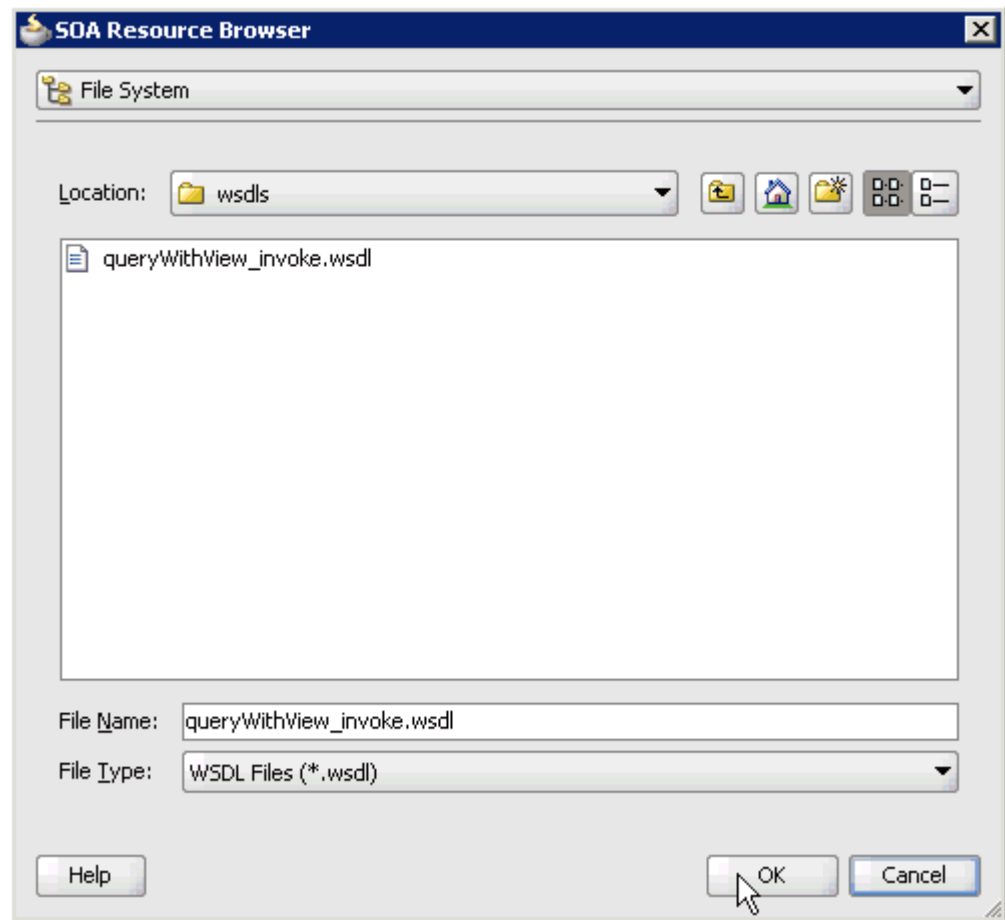 SOA Resource Browser
File System
Location: wsdls
queryWithView_invoke.wsdl
File Name: queryWithView_invoke.wsdl
File Type: WSDL Files (*.wsdl)
Help OK Cancel